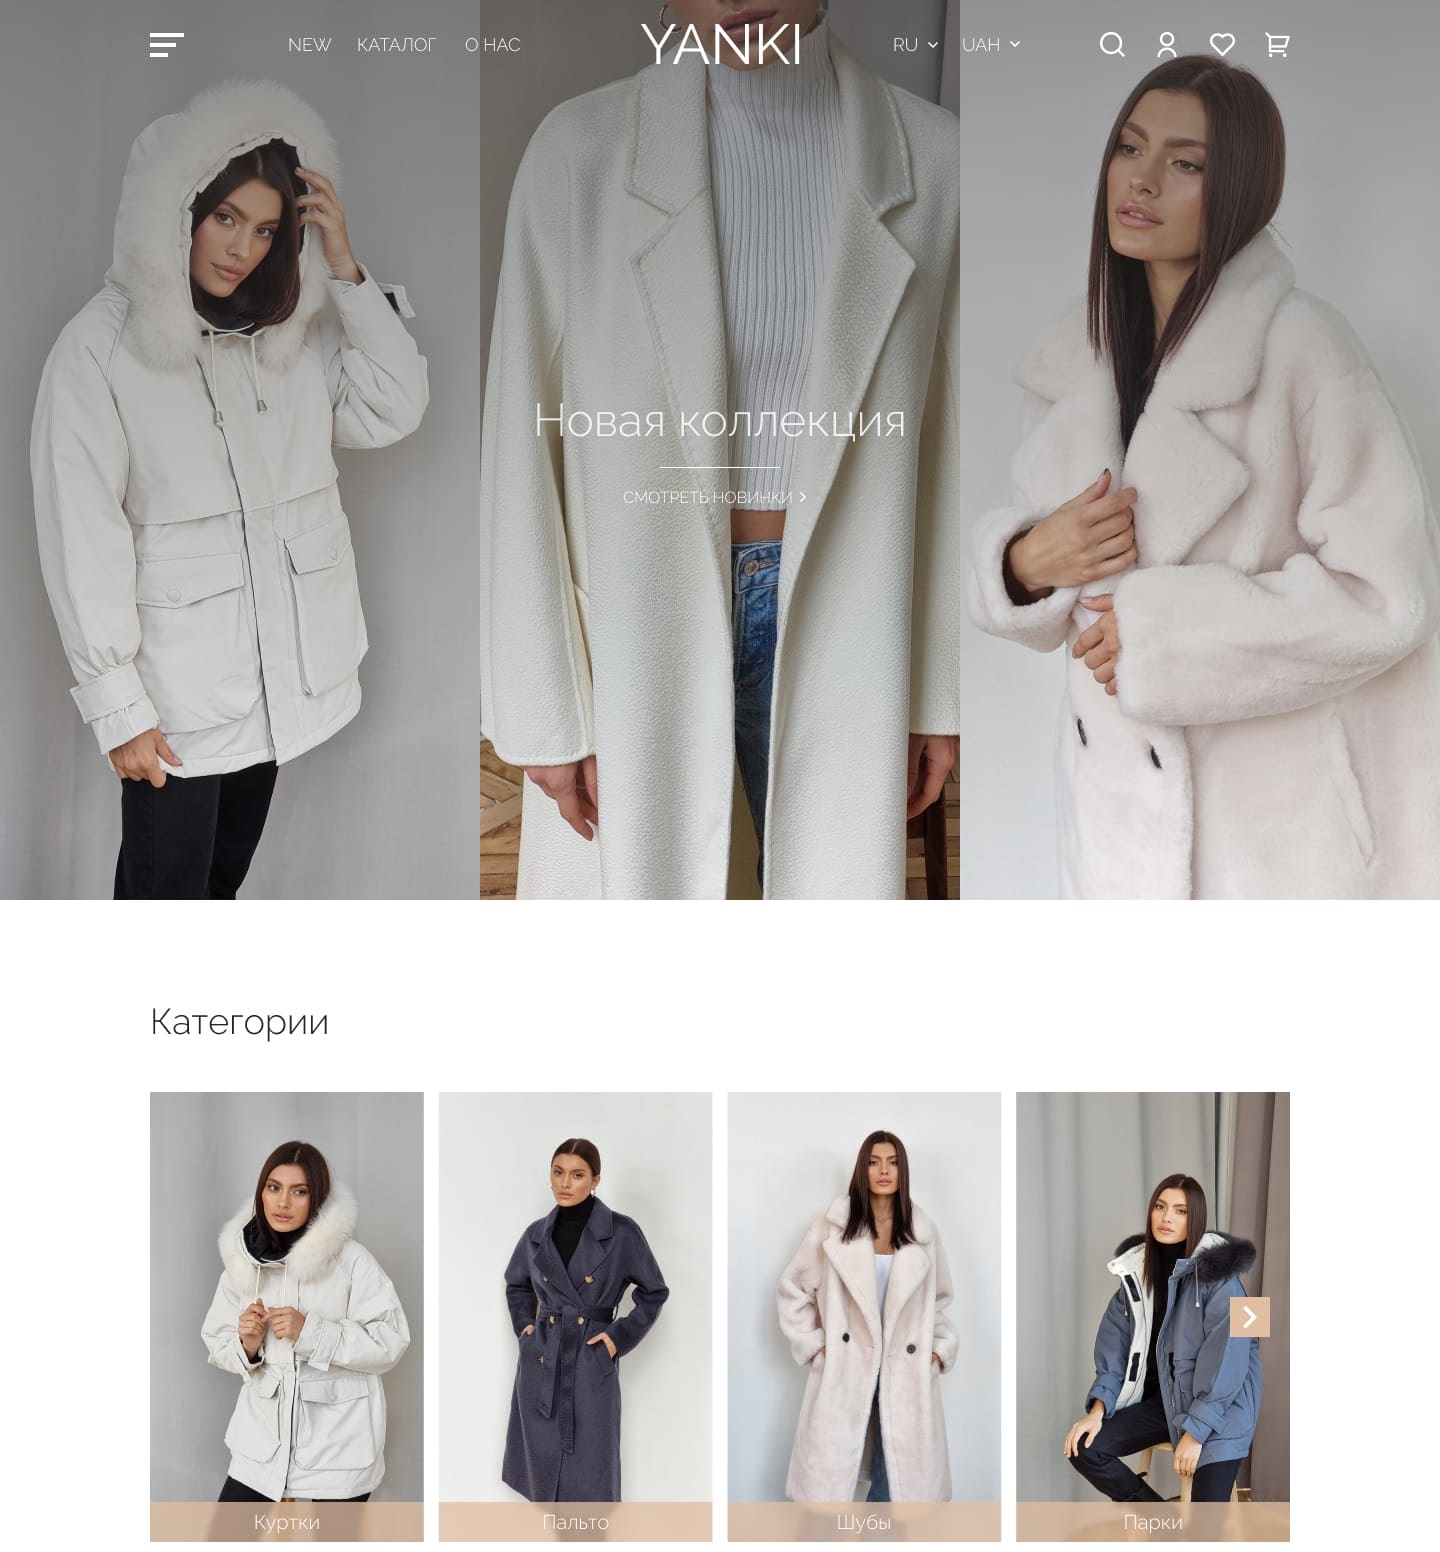 NEW КАТАЛОГ О НАС YANKI RU UAH
Новая коллекция
СМОТРЕТЬ НОВИНКИ
Категории
Куртки Пальто Шубы Парки